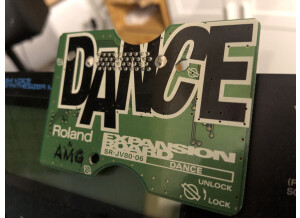 DANCE
Roland
EXPANSION
BOARD
SR-JV80-06
DANCE
AMG
UNLOCK
LOCK